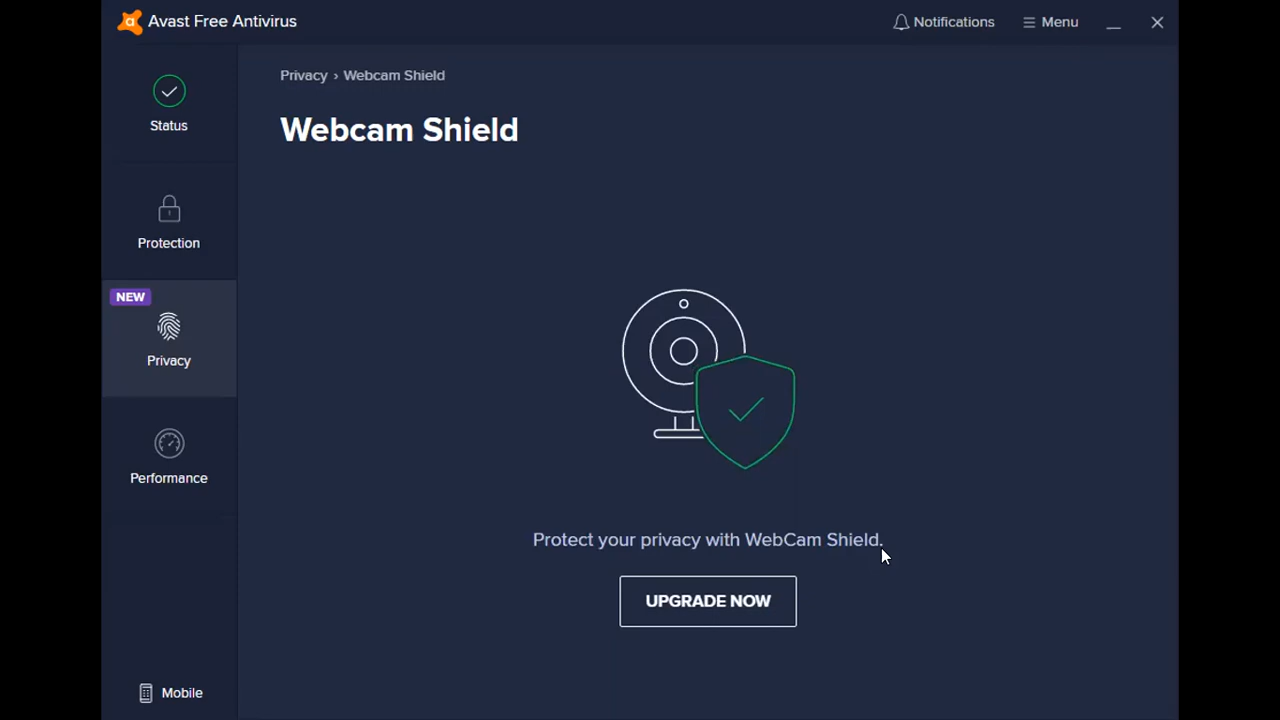 Avast Free Antivirus
Notifications
Menu
Status
Protection
NEW
Privacy
Performance
Mobile
Privacy › Webcam Shield
Webcam Shield
Protect your privacy with WebCam Shield.
UPGRADE NOW